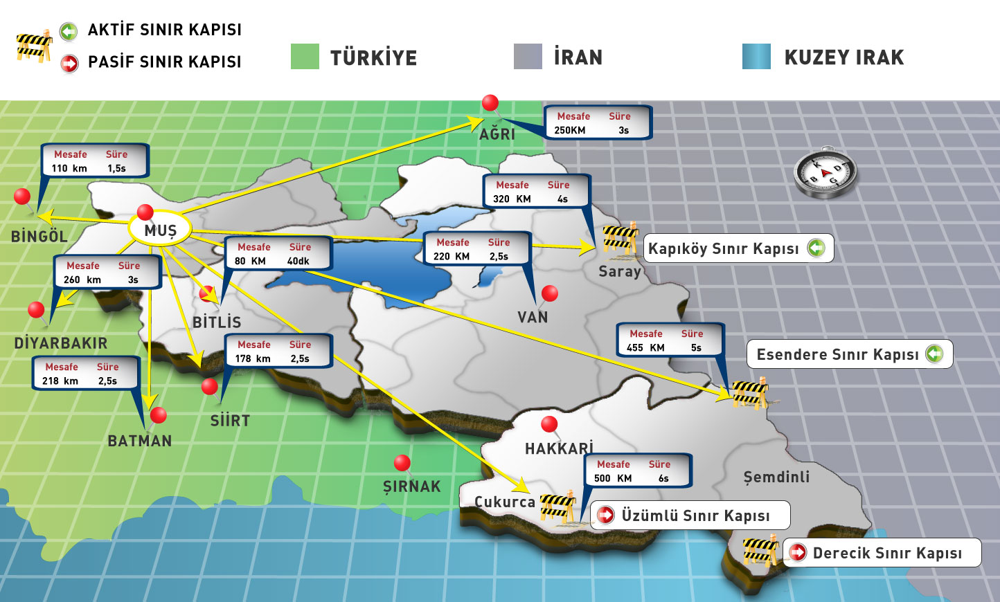 AKTİF SINIR KAPISI
PASİF SINIR KAPISI
TÜRKİYE
İRAN
KUZEY IRAK
Mesafe Süre
250KM 3s
AĞRI
Mesafe Süre
110 km 1,5s
BİNGÖL
MUŞ
Mesafe Süre
320 KM 4s
K
D
B
G
Kapıköy Sınır Kapısı
Saray
Mesafe Süre
220 KM 2,5s
VAN
Mesafe Süre
80 KM 40dk
BİTLİS
Mesafe Süre
260 km 3s
DİYARBAKIR
Mesafe Süre
178 km 2,5s
SİİRT
Mesafe Süre
218 km 2,5s
BATMAN
Mesafe Süre
455 KM 5s
Esendere Sınır Kapısı
HAKKARİ
Mesafe Süre
500 KM 6s
ŞIRNAK
Cukurca
Şemdinli
Üzümlü Sınır Kapısı
Derecik Sınır Kapısı